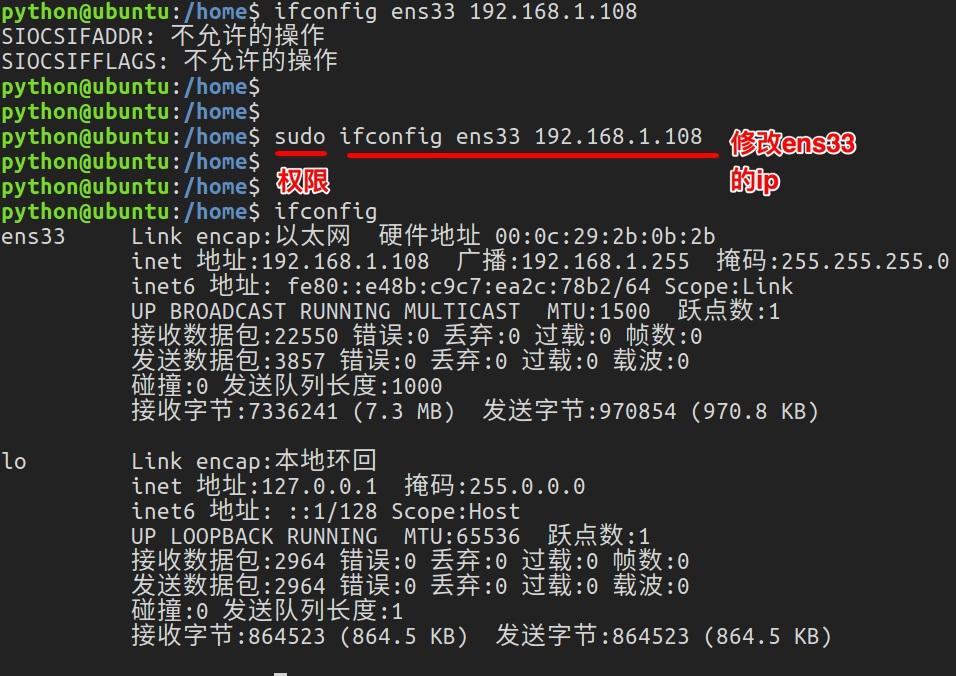 python@ubuntu:/home$ ifconfig ens33 192.168.1.108
SIOCSIFADDR: 不允许的操作
SIOCSIFFLAGS: 不允许的操作
python@ubuntu:/home$
python@ubuntu:/home$
python@ubuntu:/home$ sudo ifconfig ens33 192.168.1.108 修改ens33
python@ubuntu:/home$
python@ubuntu:/home$ 权限 的ip
python@ubuntu:/home$ ifconfig
ens33 Link encap:以太网 硬件地址 00:0c:29:2b:0b:2b
inet 地址:192.168.1.108 广播:192.168.1.255 掩码:255.255.255.0
inet6 地址: fe80::e48b:c9c7:ea2c:78b2/64 Scope:Link
UP BROADCAST RUNNING MULTICAST MTU:1500 跃点数:1
接收数据包:22550 错误:0 丢弃:0 过载:0 帧数:0
发送数据包:3857 错误:0 丢弃:0 过载:0 载波:0
碰撞:0 发送队列长度:1000
接收字节:7336241 (7.3 MB) 发送字节:970854 (970.8 KB)
lo Link encap:本地环回
inet 地址:127.0.0.1 掩码:255.0.0.0
inet6 地址: ::1/128 Scope:Host
UP LOOPBACK RUNNING MTU:65536 跃点数:1
接收数据包:2964 错误:0 丢弃:0 过载:0 帧数:0
发送数据包:2964 错误:0 丢弃:0 过载:0 载波:0
碰撞:0 发送队列长度:1
接收字节:864523 (864.5 KB) 发送字节:864523 (864.5 KB)